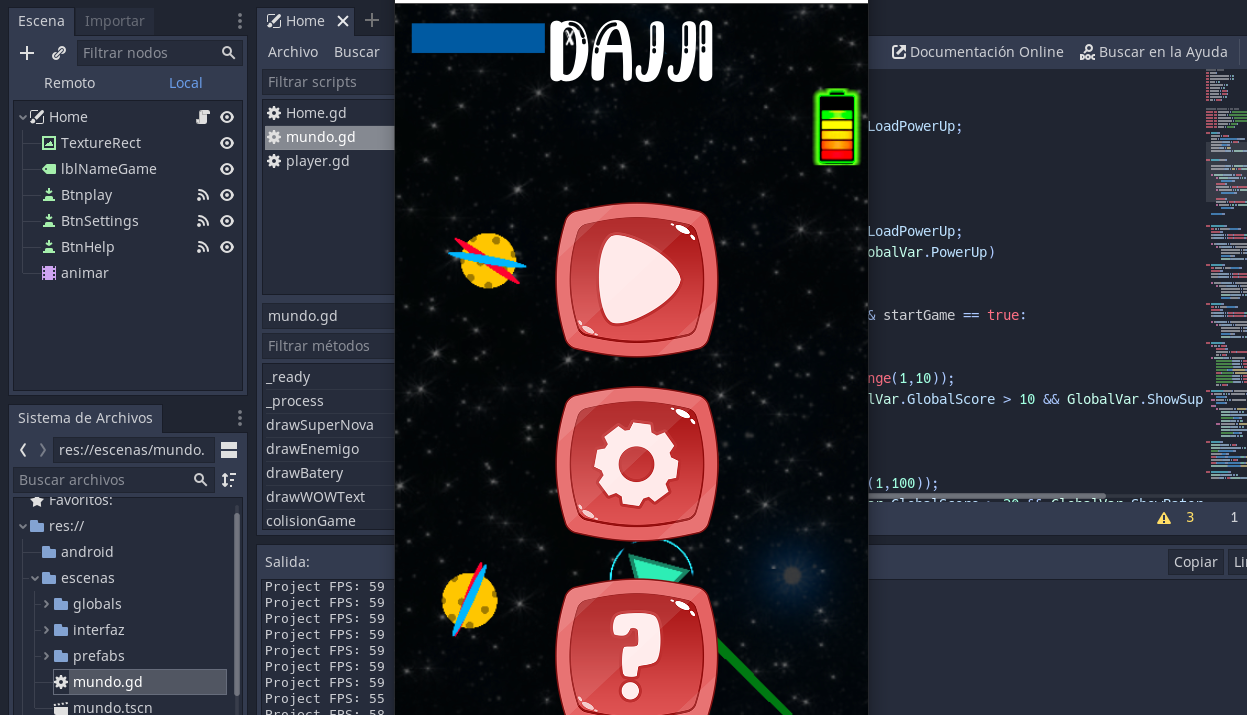 Escena
Importar
Filtrar nodos
Remoto
Local
Home
TextureRect
lblNameGame
Btnplay
BtnSettings
BtnHelp
animar
Sistema de Archivos
res://escenas/mundo.
Buscar archivos
Favoritos:
res://
android
escenas
globals
interfaz
prefabs
mundo.gd
mundo.tscn
Home
Archivo Buscar
Filtrar scripts
Home.gd
mundo.gd
player.gd
mundo.gd
Filtrar métodos
_ready
_process
drawSuperNova
drawEnemigo
drawBatery
drawWOWText
colisionGame
Salida:
Project FPS: 59
Project FPS: 59
Project FPS: 59
Project FPS: 59
Project FPS: 59
Project FPS: 59
Project FPS: 59
Project FPS: 55
Project FPS: 58
DAJJI
?
Documentación Online
Buscar en la Ayuda
LoadPowerUp;
LoadPowerUp;
obalVar.PowerUp)
& startGame == true:
nge(1,10));
lVar.GlobalScore > 10 && GlobalVar.ShowSup
(1,100));
3
1
Copiar